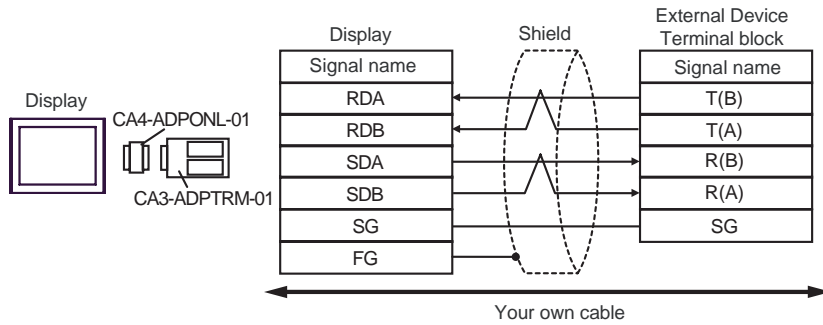 Display
CA4-ADPONL-01
CA3-ADPTRM-01
Display
Shield
External Device
Terminal block
Signal name
Signal name
RDA
T(B)
RDB
T(A)
SDA
R(B)
SDB
R(A)
SG
SG
FG
Your own cable